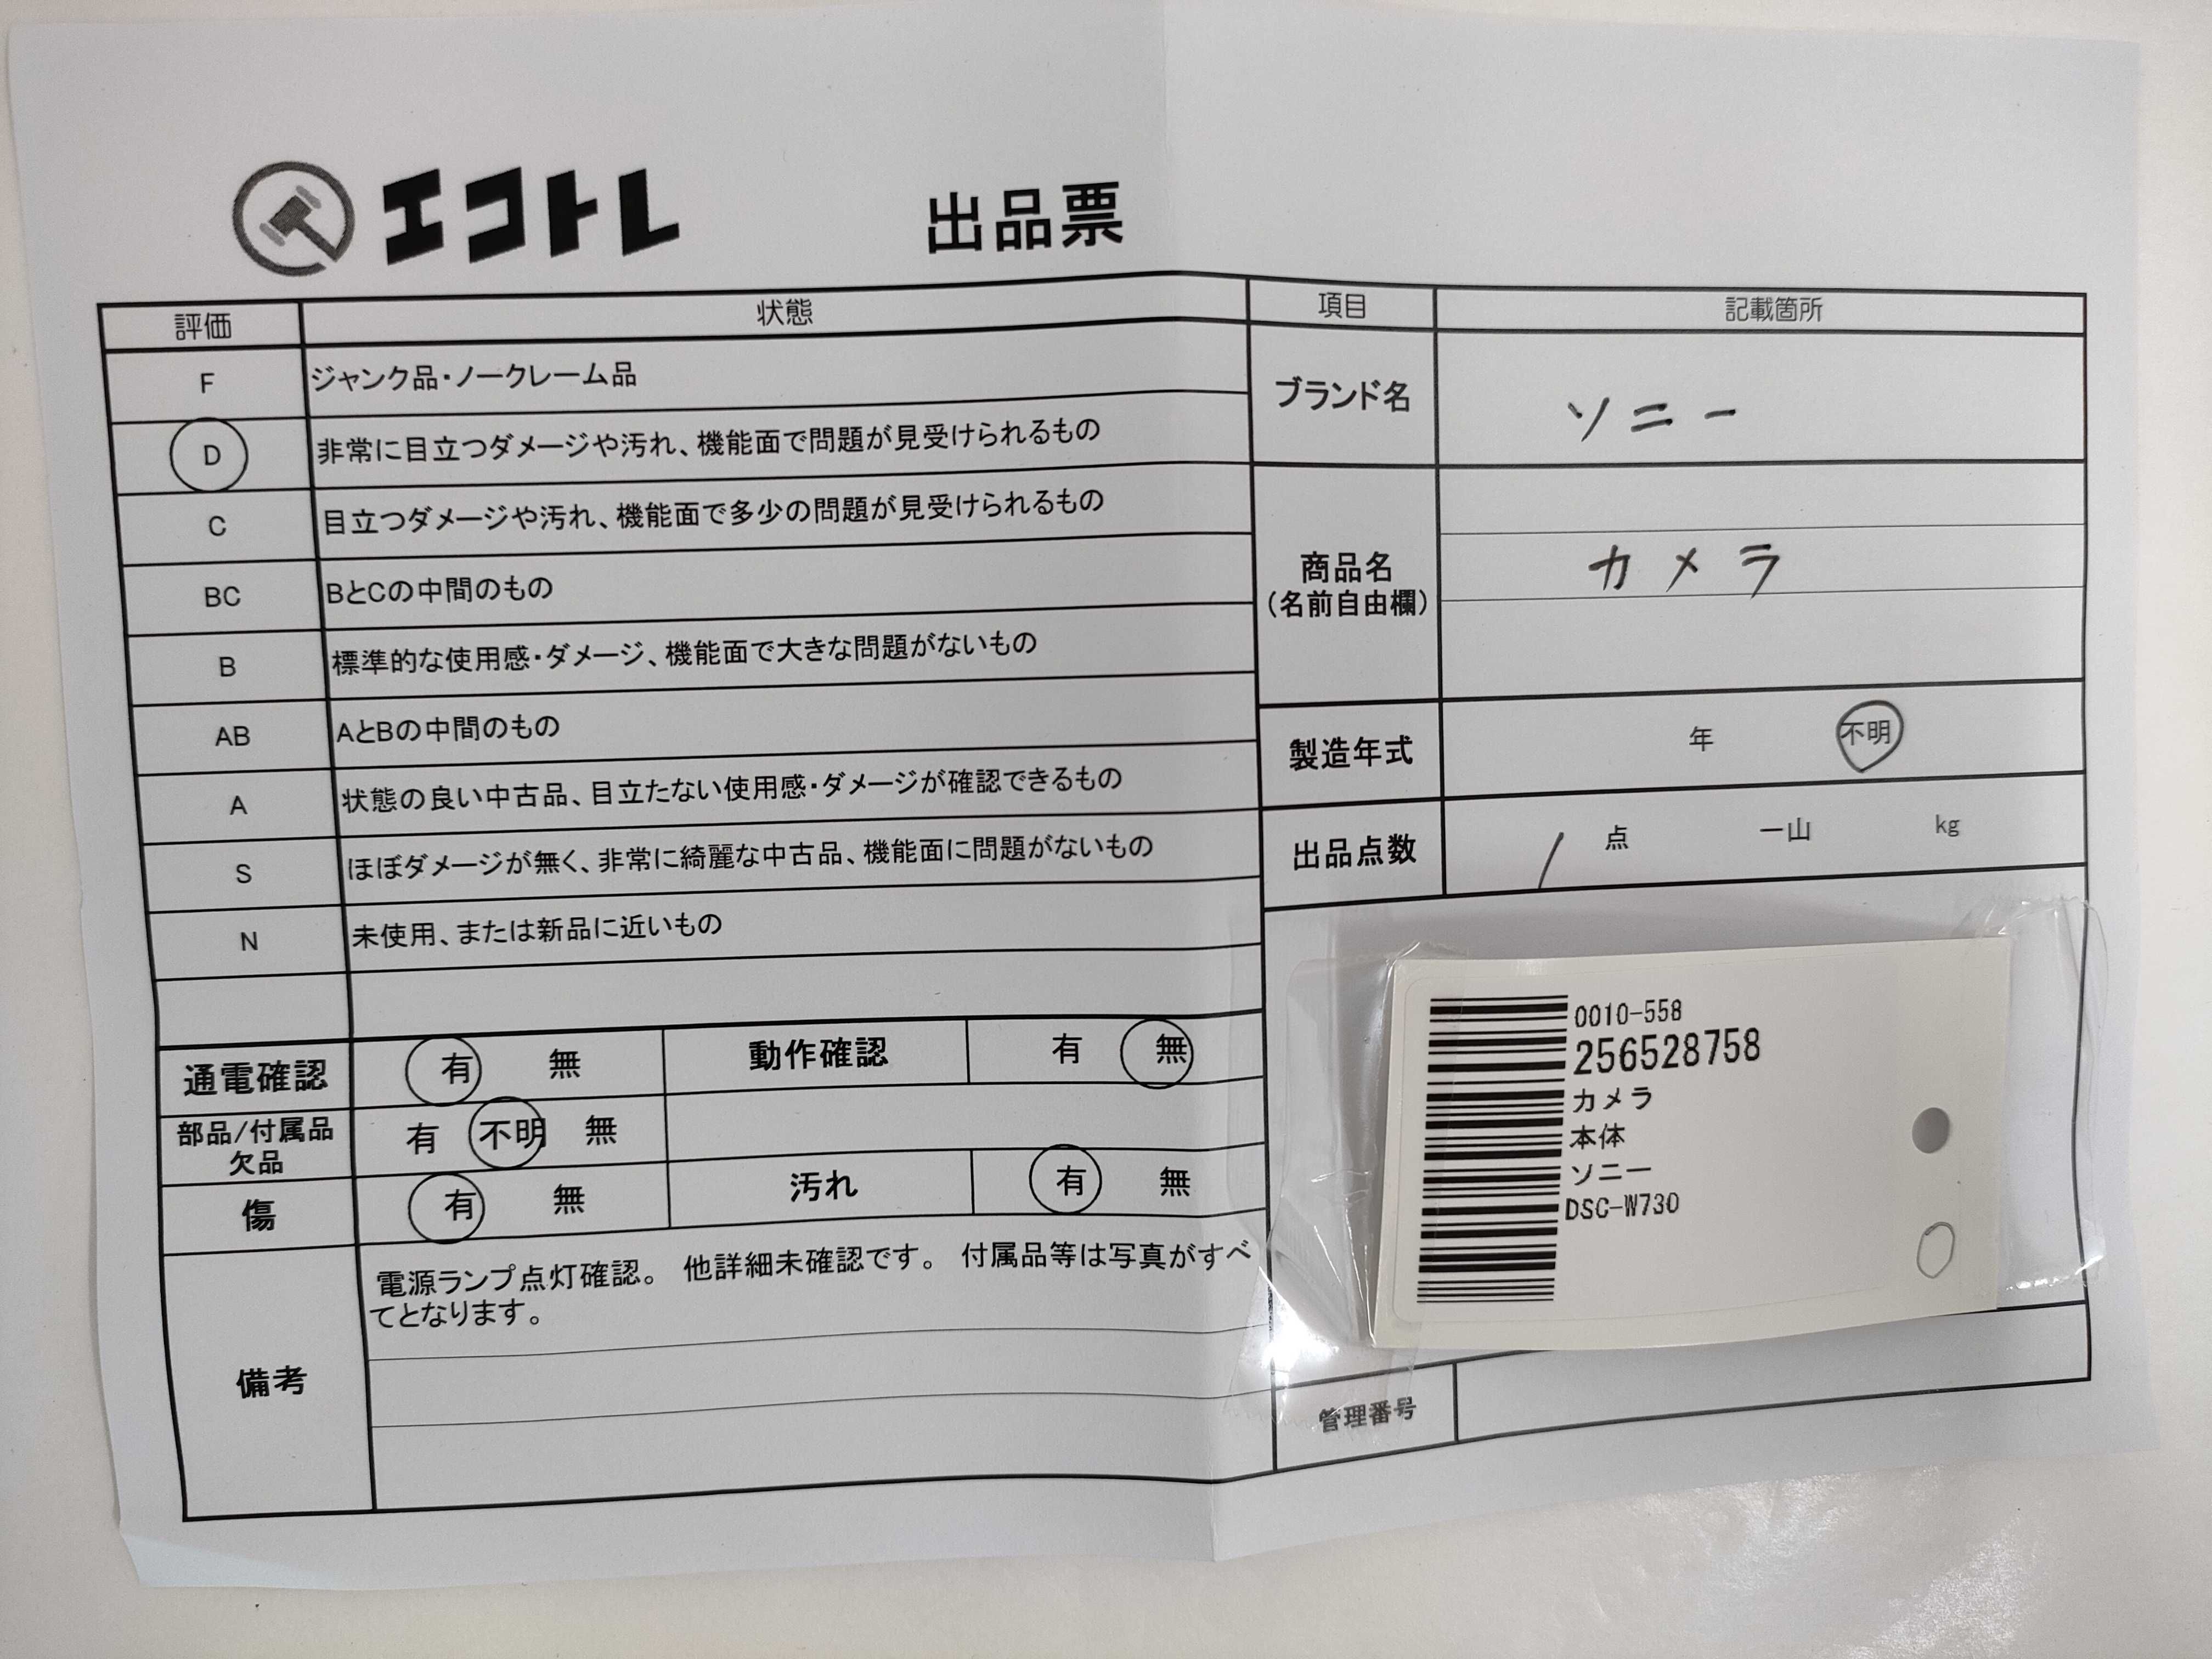 エコトレ
出品票
評価 状態
F ジャンク品・ノークレーム品
D 非常に目立つダメージや汚れ、機能面で問題が見受けられるもの
C 目立つダメージや汚れ、機能面で多少の問題が見受けられるもの
BC BとCの中間のもの
B 標準的な使用感・ダメージ、機能面で大きな問題がないもの
AB AとBの中間のもの
A 状態の良い中古品、目立たない使用感・ダメージが確認できるもの
S ほぼダメージが無く、非常に綺麗な中古品、機能面に問題がないもの
N 未使用、または新品に近いもの
通電確認 有 無 動作確認 有 無
部品/付属品
欠品 有 不明 無
傷 有 無 汚れ 有 無
備考
電源ランプ点灯確認。 他詳細未確認です。 付属品等は写真がすべ
てとなります。
項目 記載箇所
ブランド名 ソニー
商品名
(名前自由欄) カメラ
製造年式 年 不明
出品点数 1 点 一山 kg
0010-558
256528758
カメラ
本体
ソニー
DSC-W730
管理番号